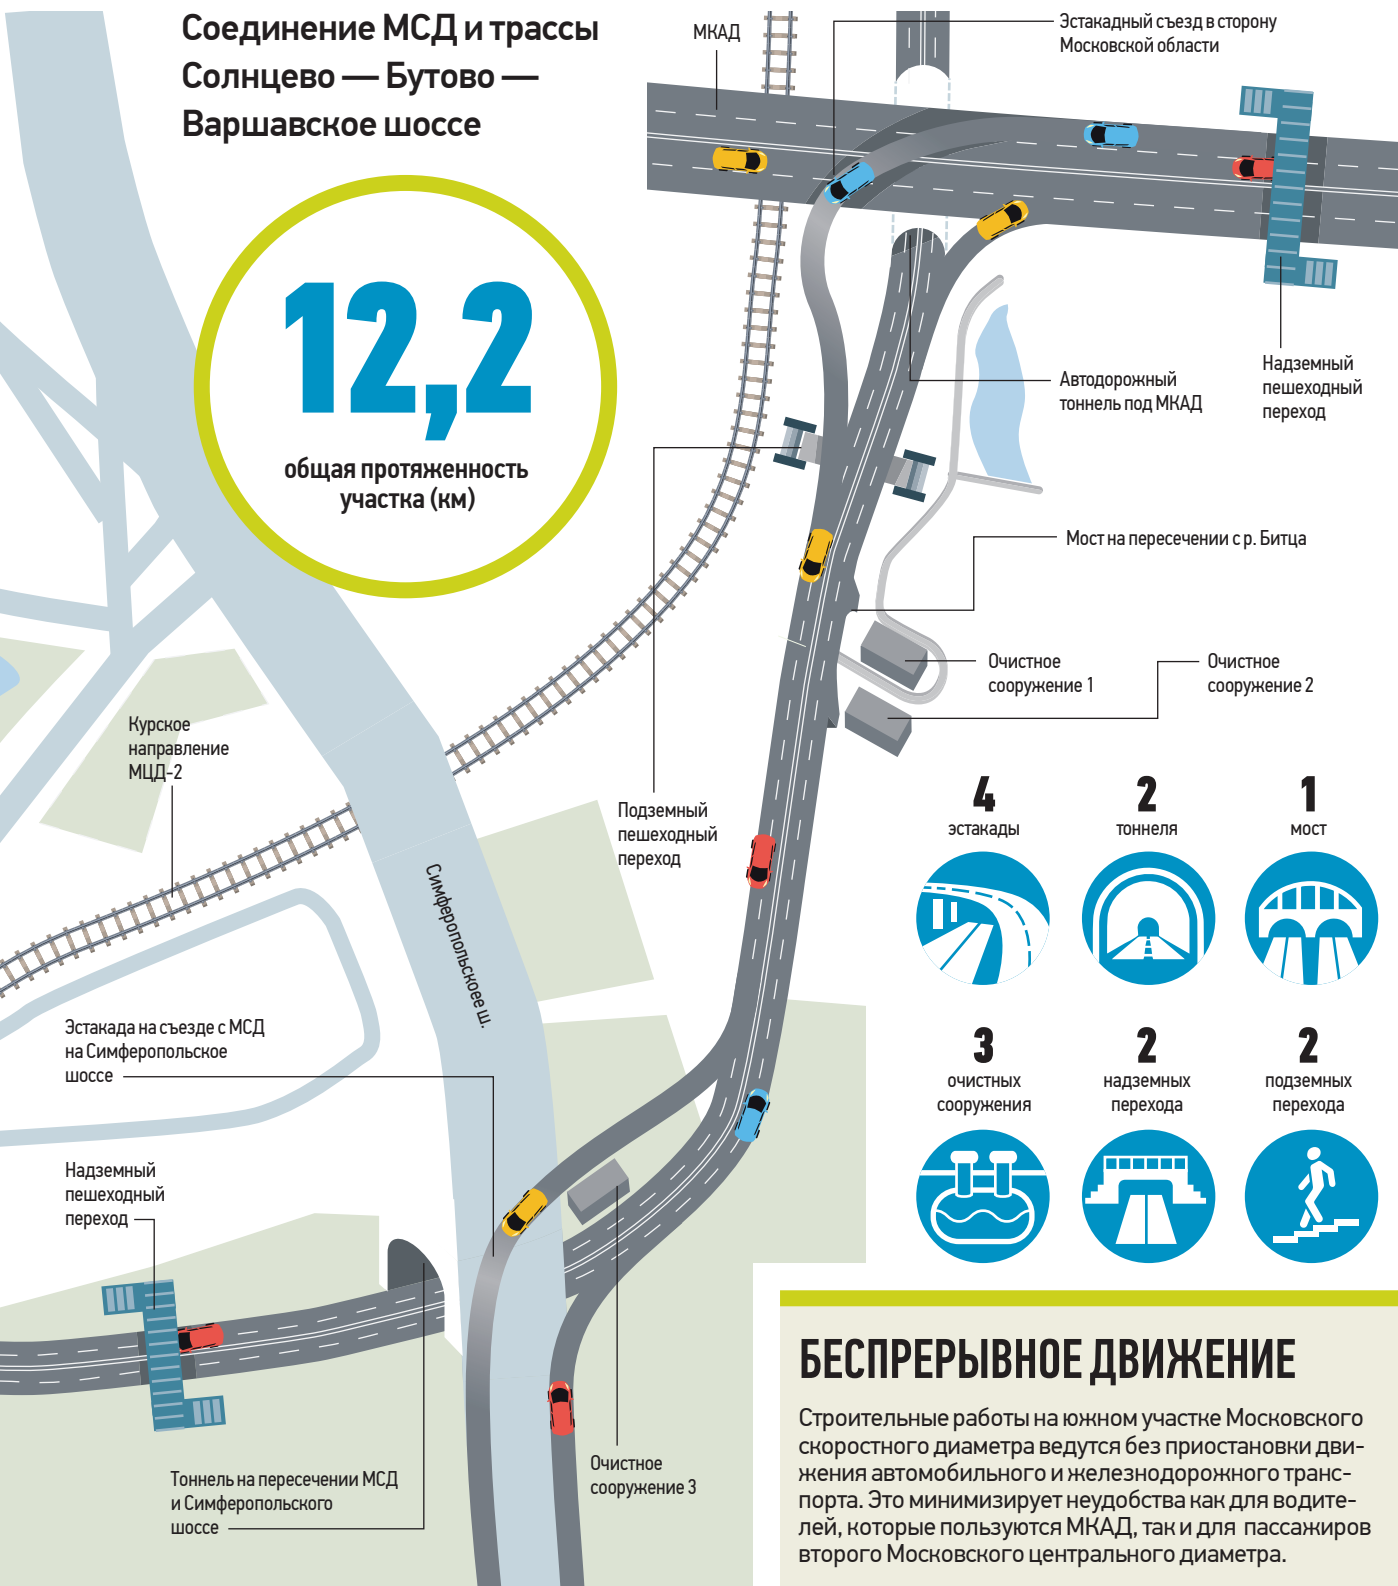 Соединение МСД и трассы
Солнцево — Бутово —
Варшавское шоссе
МКАД
Эстакадный съезд в сторону
Московской области
12,2
общая протяженность
участка (км)
Надземный
пешеходный
переход
Автодорожный
тоннель под МКАД
Мост на пересечении с р. Битца
Очистное
сооружение 1
Очистное
сооружение 2
Курское
направление
МЦД-2
Подземный
пешеходный
переход
Симферопольскоее ш.
4
эстакады
2
тоннеля
1
мост
3
очистных
сооружения
2
надземных
перехода
2
подземных
перехода
Эстакада на съезде с МСД
на Симферопольское
шоссе
Надземный
пешеходный
переход
Тоннель на пересечении МСД
и Симферопольского
шоссе
Очистное
сооружение 3
БЕСПРЕРЫВНОЕ ДВИЖЕНИЕ
Строительные работы на южном участке Московского
скоростного диаметра ведутся без приостановки дви-
жения автомобильного и железнодорожного транс-
порта. Это минимизирует неудобства как для водите-
лей, которые пользуются МКАД, так и для пассажиров
второго Московского центрального диаметра.